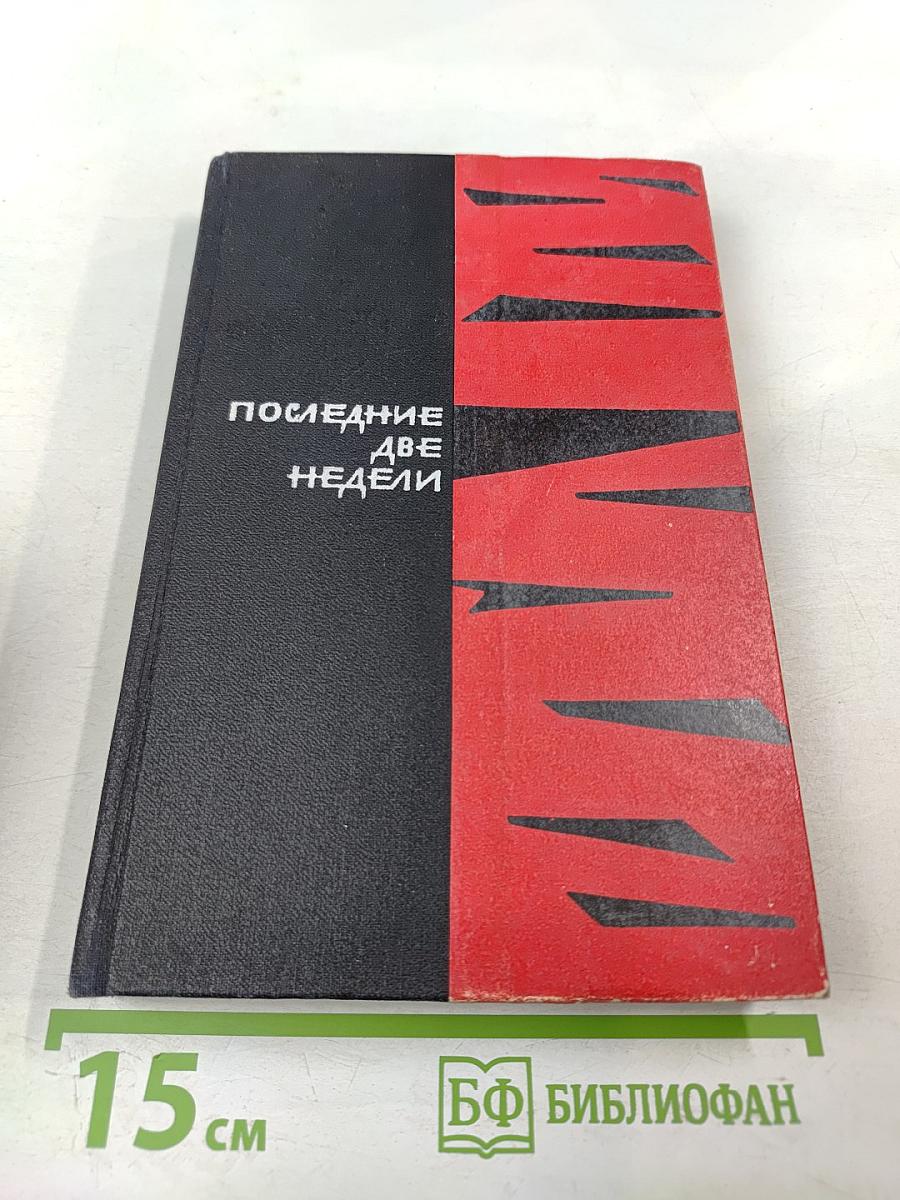 ПОСЛЕДНИЕ
ДВЕ
НЕДЕЛИ
15 см
БФ БИБЛИОФАН